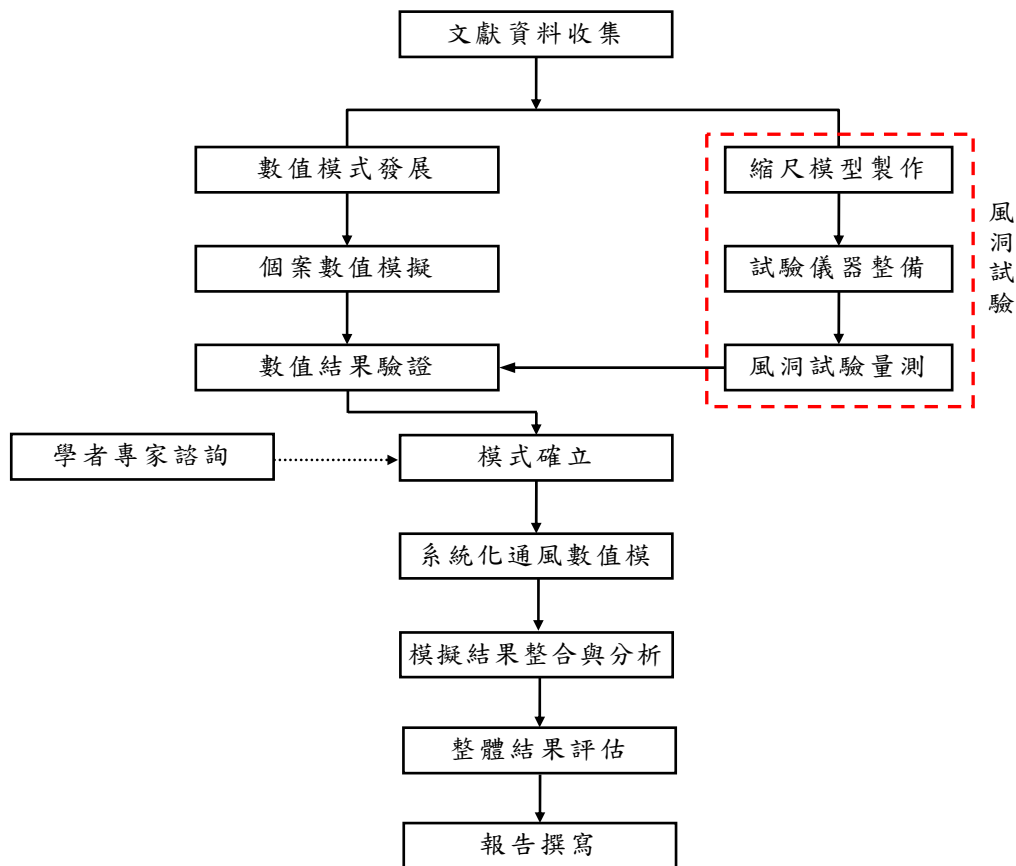 文獻資料收集
數值模式發展
縮尺模型製作
個案數值模擬
試驗儀器整備
風洞試驗
數值結果驗證
風洞試驗量測
學者專家諮詢
模式確立
系統化通風數值模
模擬結果整合與分析
整體結果評估
報告撰寫